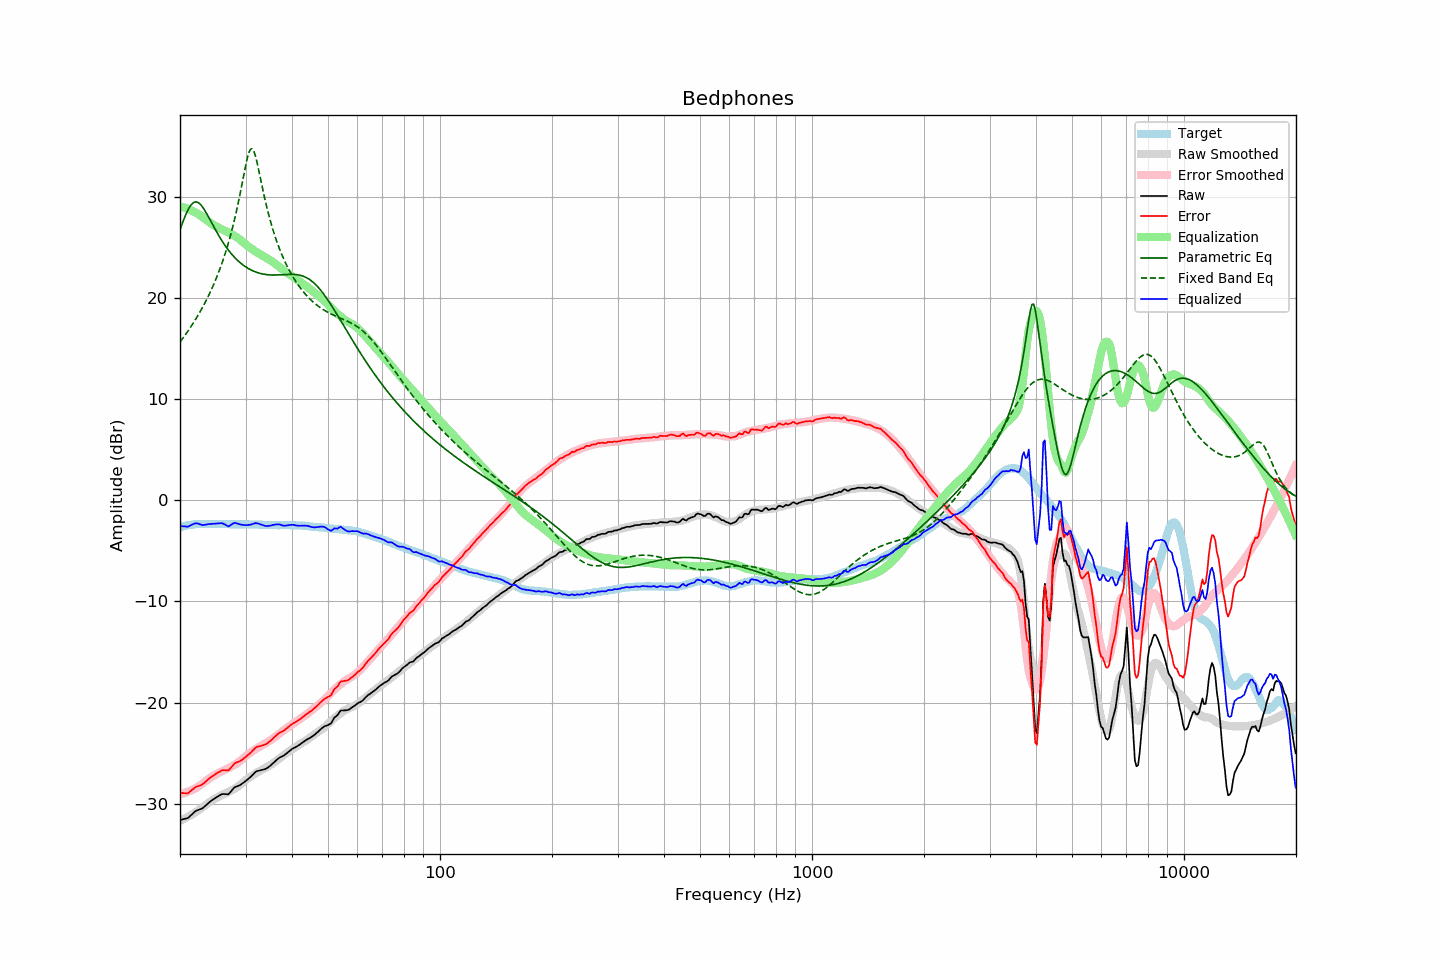 Bedphones
Target
Raw Smoothed
Error Smoothed
Raw
Error
Equalization
Parametric Eq
Fixed Band Eq
Equalized
Amplitude (dBr)
30
20
10
0
−10
−20
−30
100
1000
10000
Frequency (Hz)